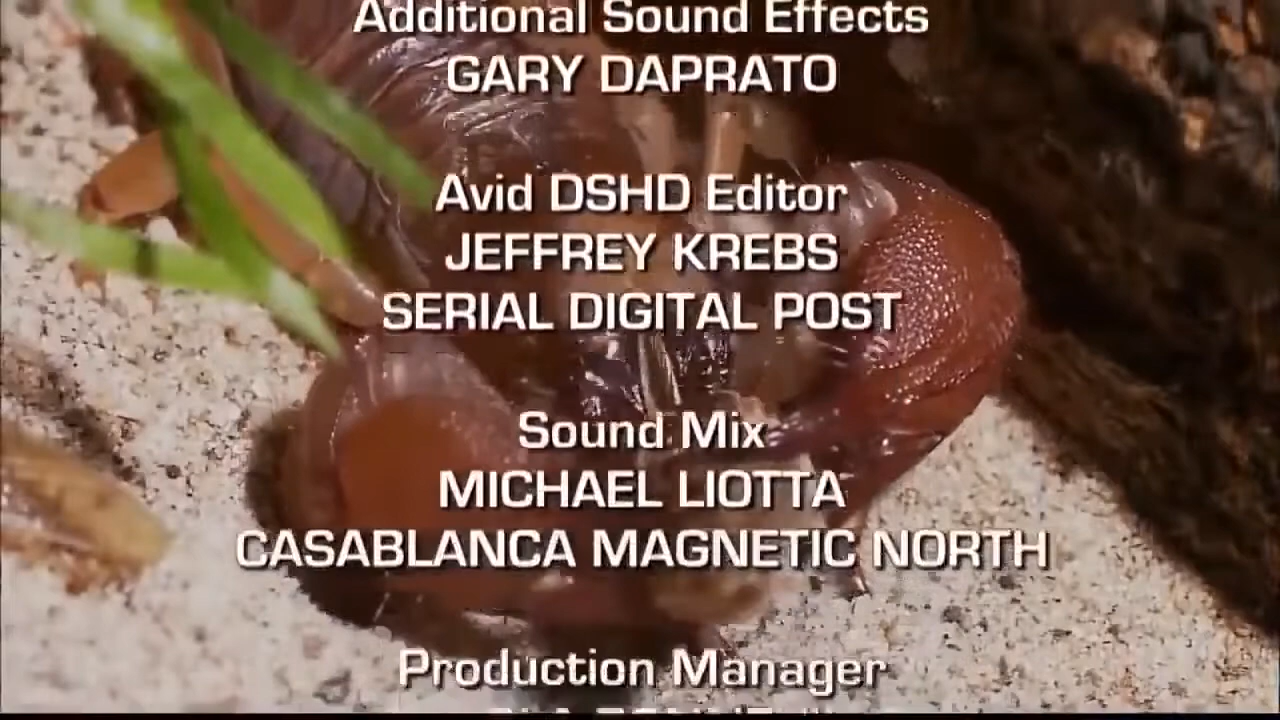 Additional Sound Effects
GARY DAPRATO
Avid DSHD Editor
JEFFREY KREBS
SERIAL DIGITAL POST
Sound Mix
MICHAEL LIOTTA
CASABLANCA MAGNETIC NORTH
Production Manager